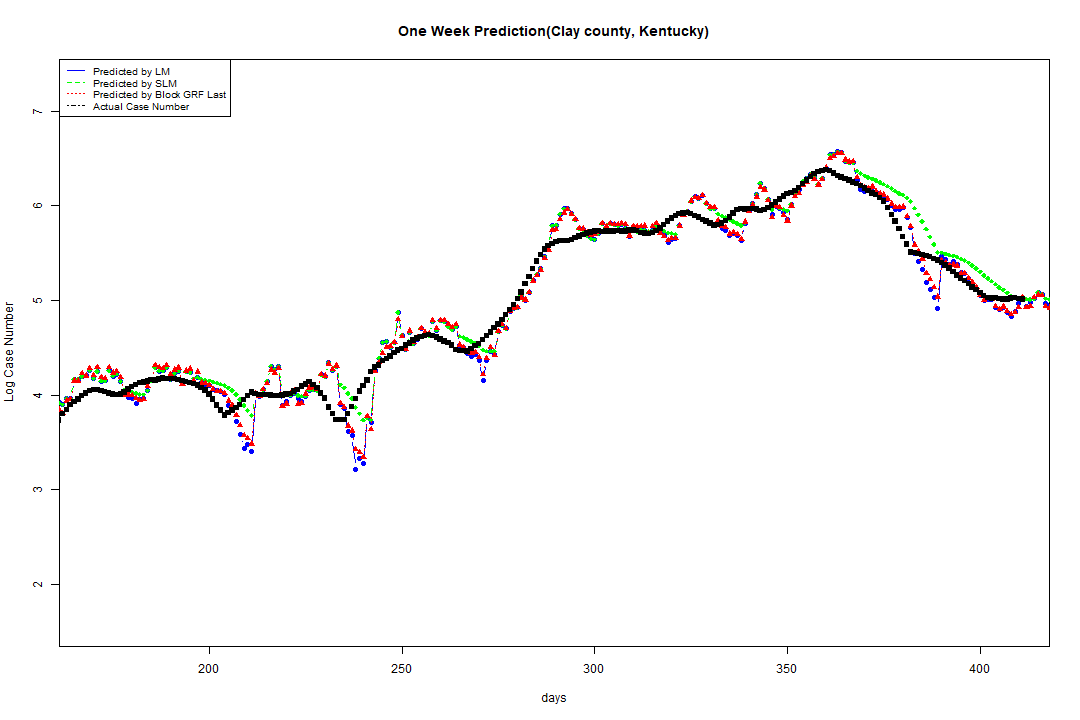 One Week Prediction(Clay county, Kentucky)
Predicted by LM
Predicted by SLM
Predicted by Block GRF Last
Actual Case Number
7
6
5
4
3
2
Log Case Number
200 250 300 350 400
days